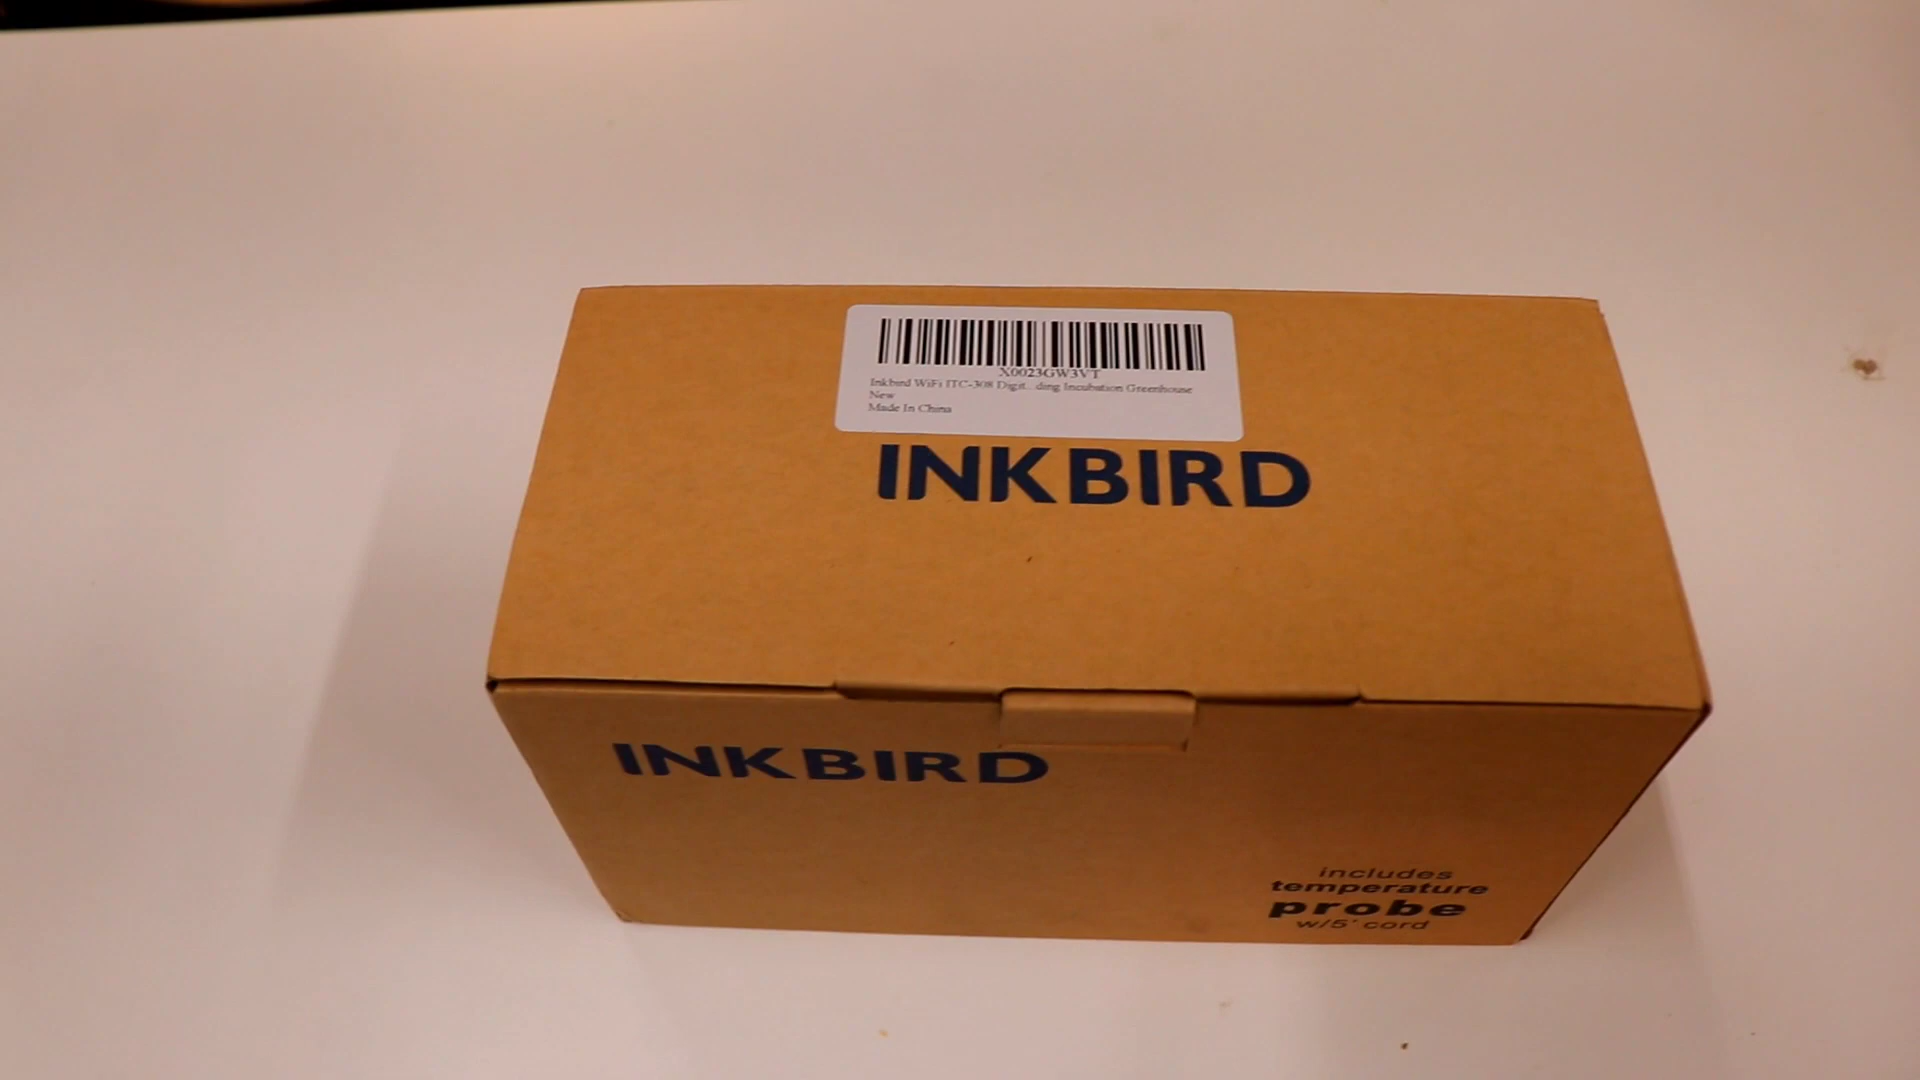 X0023GW3VT
Inkbird WiFi ITC-308 Digit...ding Incubation Greenhouse
New
Made In China
INKBIRD
INKBIRD
includes
temperature
probe
w/5' cord